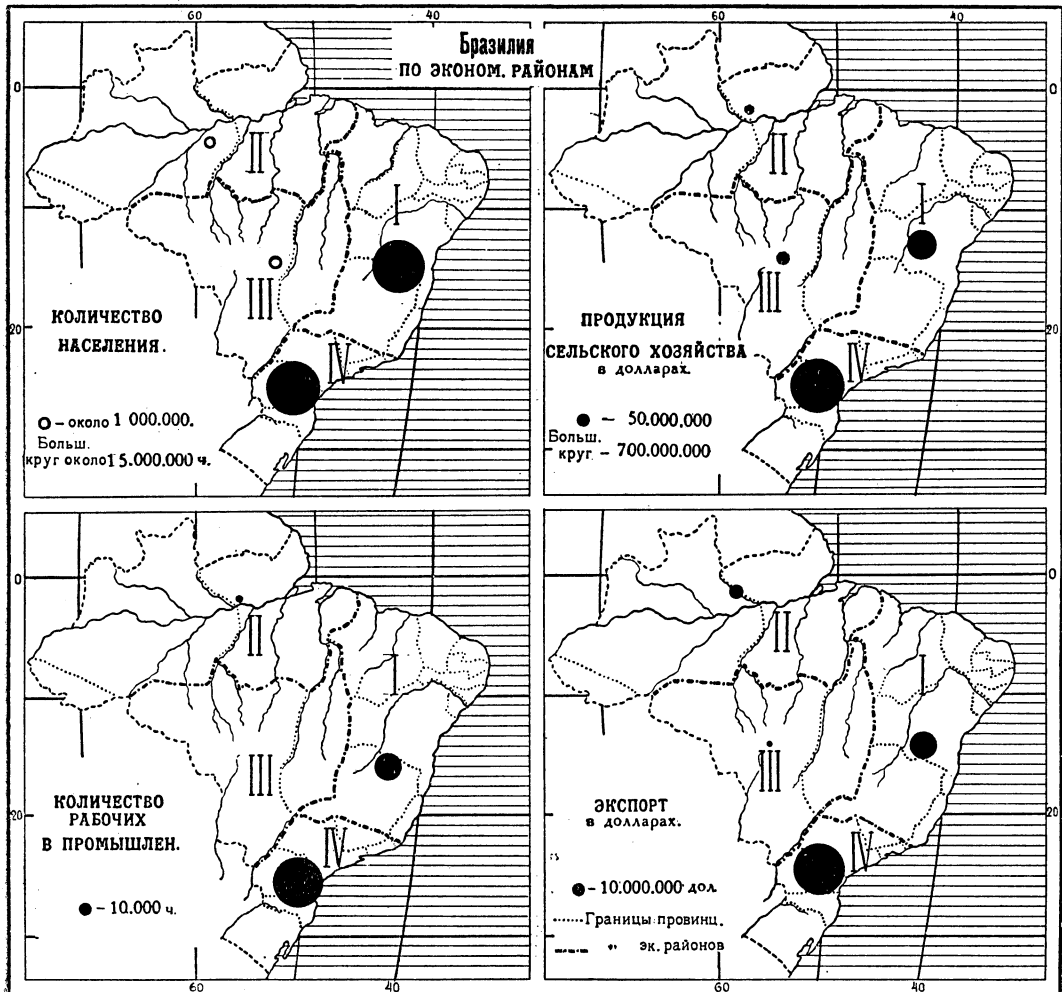 60
40
60
40
Бразилия
ПО ЭКОНОМ. РАЙОНАМ
0
0
II
I
III
IV
20
КОЛИЧЕСТВО
НАСЕЛЕНИЯ.
– около 1 000.000.
Больш.
круг около 15.000.000 ч.
II
I
III
IV
20
ПРОДУКЦИЯ
СЕЛЬСКОГО ХОЗЯЙСТВА
в долларах.
– 50.000,000
Больш.
круг – 700.000.000
0
0
II
I
III
IV
20
КОЛИЧЕСТВО
РАБОЧИХ
В ПРОМЫШЛЕН.
– 10.000 ч.
II
I
III
IV
20
ЭКСПОРТ
в долларах.
– 10.000.000 дол.
Границы провинц.
" эк. районов
60
40
60
40